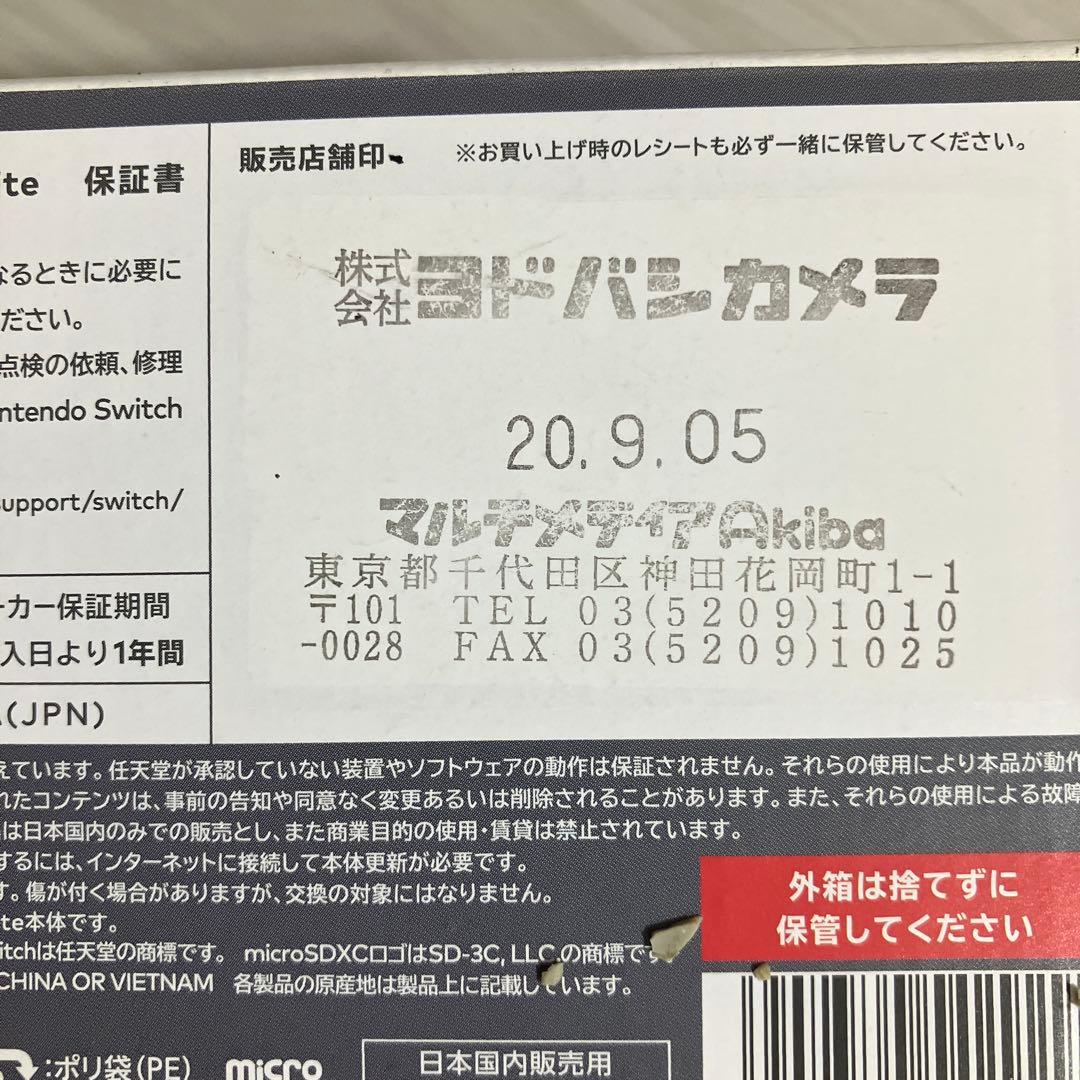 販売店舗印
※お買い上げ時のレシートも必ず一緒に保管してください。
ite 保証書
なるときに必要に
ださい。
点検の依頼、修理
ntendo Switch
support/switch/
ーカー保証期間
入日より1年間
(JPN)
株式会社ヨドバシカメラ
20.9.05
マルチメディアAkiba
東京都千代田区神田花岡町1-1
〒101 TEL 03(5209)1010
-0028 FAX 03(5209)1025
えています。任天堂が承認していない装置やソフトウェアの動作は保証されません。それらの使用により本品が動作
れたコンテンツは、事前の告知や同意なく変更あるいは削除されることがあります。また、それらの使用による故障
は日本国内のみでの販売とし、また商業目的の使用・賃貸は禁止されています。
するには、インターネットに接続して本体更新が必要です。
す。傷が付く場合がありますが、交換の対象にはなりません。
ite本体です。
itchは任天堂の商標です。 microSDXCロゴはSD-3C, LLCの商標です
CHINA OR VIETNAM 各製品の原産地は製品上に記載しています。
外箱は捨てずに
保管してください
:ポリ袋(PE)
micro
日本国内販売用